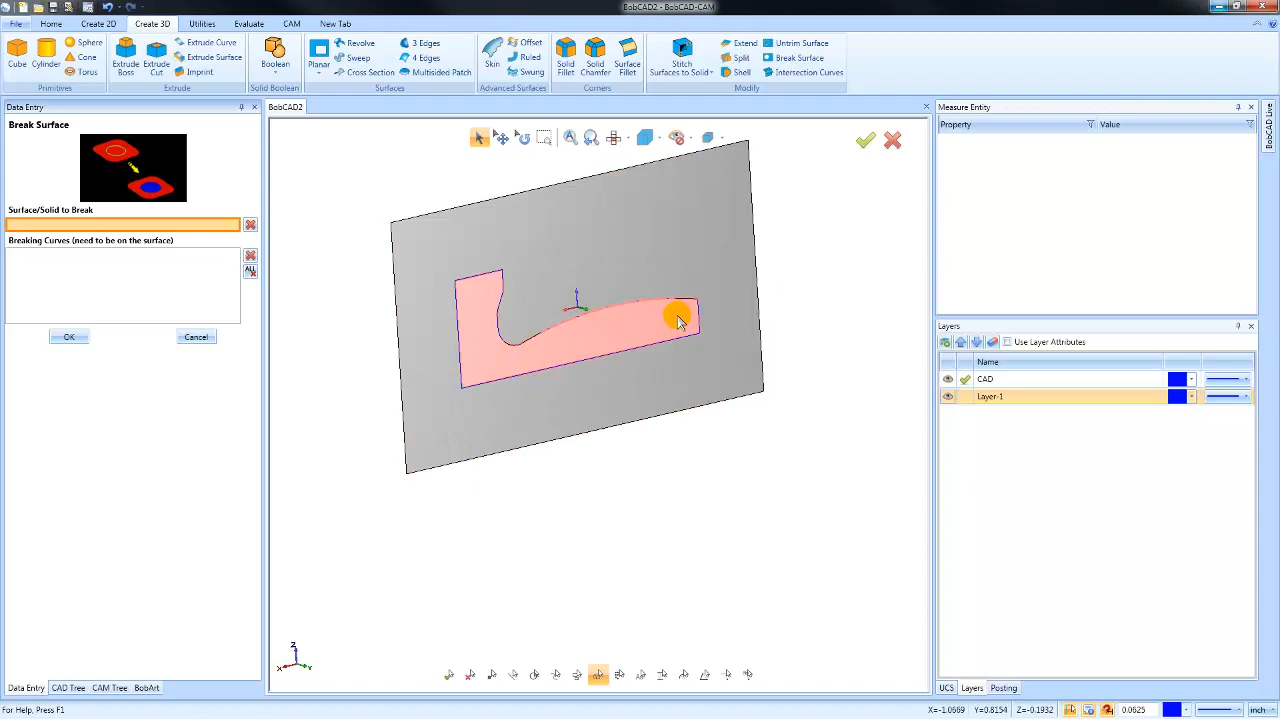 BobCAD2 - BobCAD-CAM
File Home Create 2D Create 3D Utilities Evaluate CAM New Tab
Cube Cylinder Sphere Cone Torus
Primitives
Extrude Boss Extrude Cut Extrude Curve Extrude Surface Imprint
Extrude
Boolean
Solid Boolean
Planar Revolve Sweep Cross Section 3 Edges 4 Edges Multisided Patch
Surfaces
Skin Offset Ruled Swung
Advanced Surfaces
Solid Fillet Solid Chamfer Surface Fillet
Corners
Stitch Surfaces to Solid Extend Split Shell Untrim Surface Break Surface Intersection Curves
Modify
Data Entry
BobCAD2
Measure Entity
BobCAD Live
Break Surface
Property Value
Surface/Solid to Break
Breaking Curves (need to be on the surface)
ALL
OK Cancel
Layers
Use Layer Attributes
Name
CAD
Layer-1
Z
X Y
Data Entry CAD Tree CAM Tree BobArt
UCS Layers Posting
For Help, Press F1
X=-1.0669 Y=0.8154 Z=-0.1932 0.0625 inch